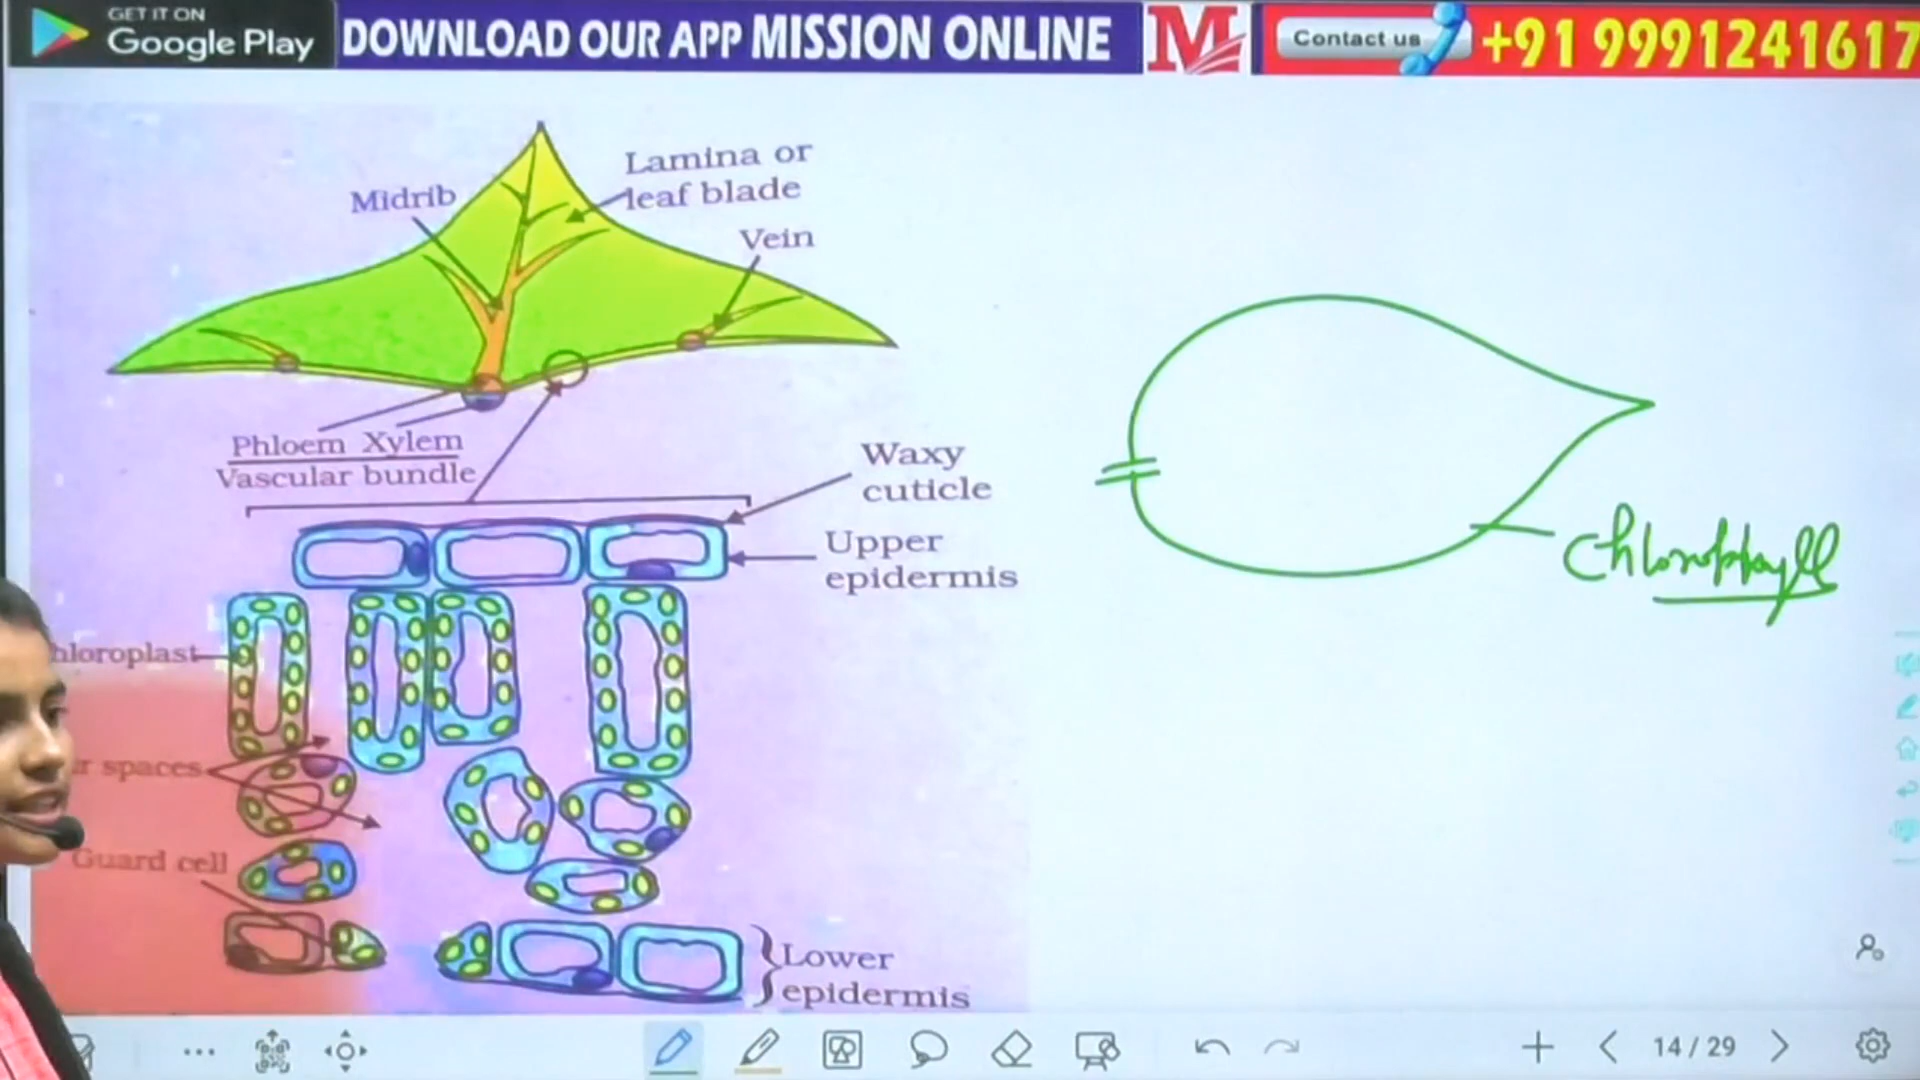 GET IT ON
Google Play
DOWNLOAD OUR APP MISSION ONLINE
M
Contact us
+91 9991241617
Lamina or
leaf blade
Midrib
Vein
Phloem Xylem
Vascular bundle
Waxy
cuticle
Upper
epidermis
hloroplast
r spaces
Guard cell
Lower
epidermis
Chlorophyll
14 / 29